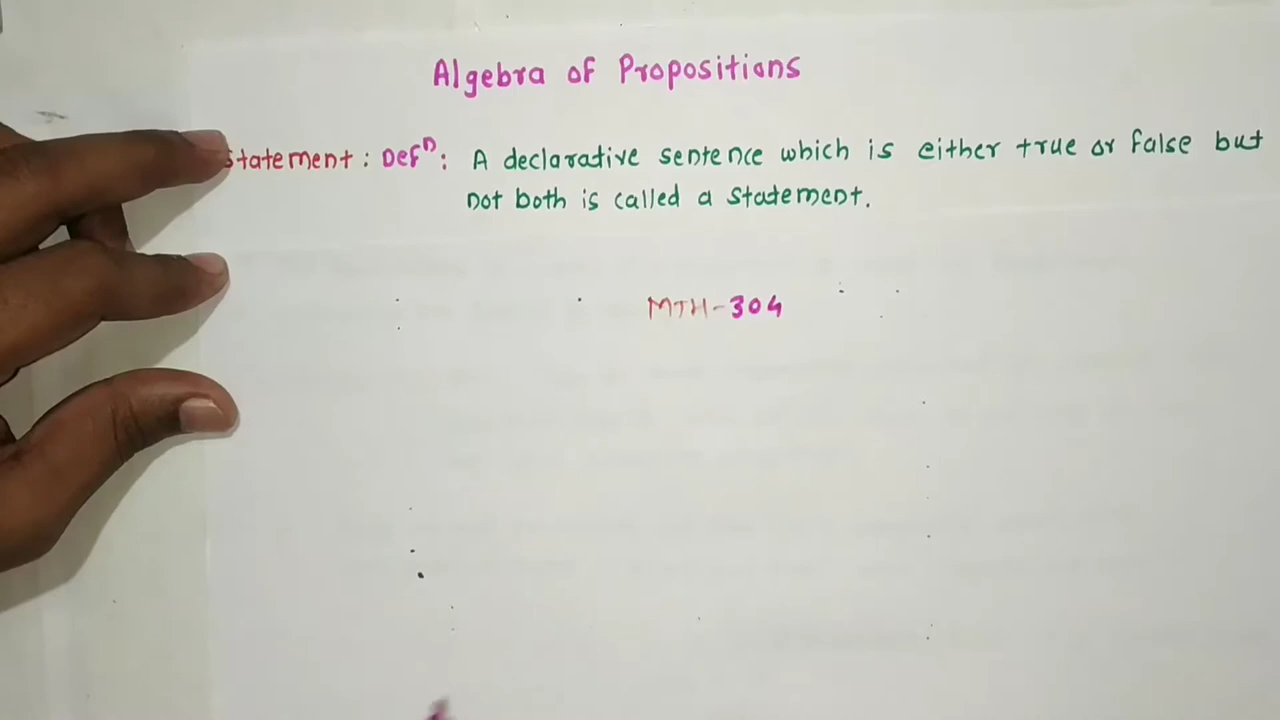 Algebra of Propositions
Statement : Defⁿ : A declarative sentence which is either true or false but
not both is called a statement.
MTH-304